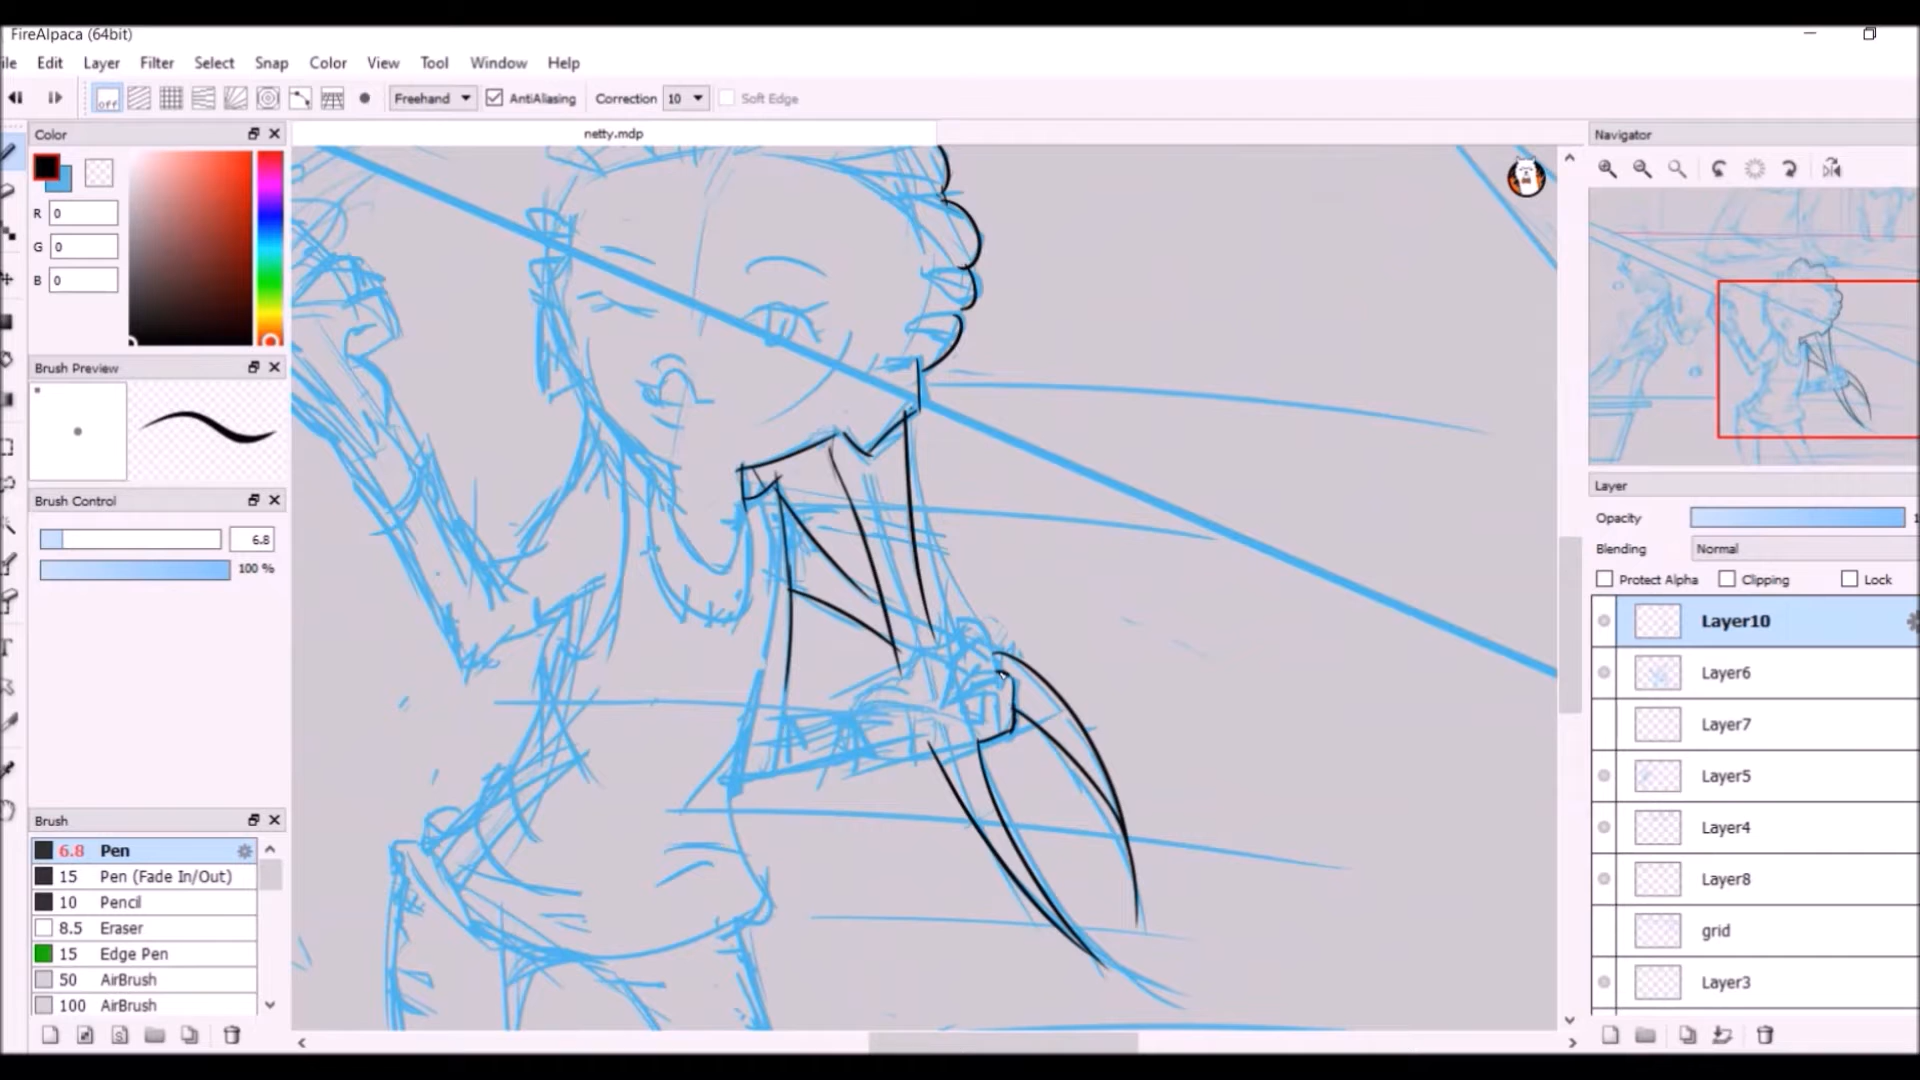 FireAlpaca (64bit)
ile Edit Layer Filter Select Snap Color View Tool Window Help
off Freehand AntiAliasing Correction 10 Soft Edge
Color
netty.mdp
Navigator
R 0
G 0
B 0
Brush Preview
Brush Control
6.8
100 %
Layer
Opacity 1
Blending Normal
Protect Alpha Clipping Lock
Layer10
Layer6
Layer7
Layer5
Layer4
Layer8
grid
Layer3
Brush
6.8 Pen
15 Pen (Fade In/Out)
10 Pencil
8.5 Eraser
15 Edge Pen
50 AirBrush
100 AirBrush